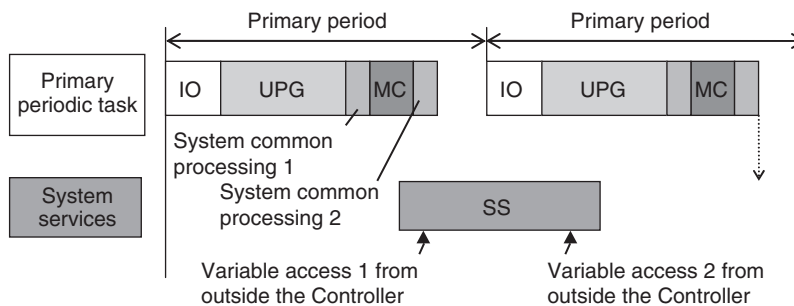 Primary period
Primary period
Primary
periodic task
IO
UPG
MC
IO
UPG
MC
System common
processing 1
System common
processing 2
System
services
SS
Variable access 1 from
outside the Controller
Variable access 2 from
outside the Controller